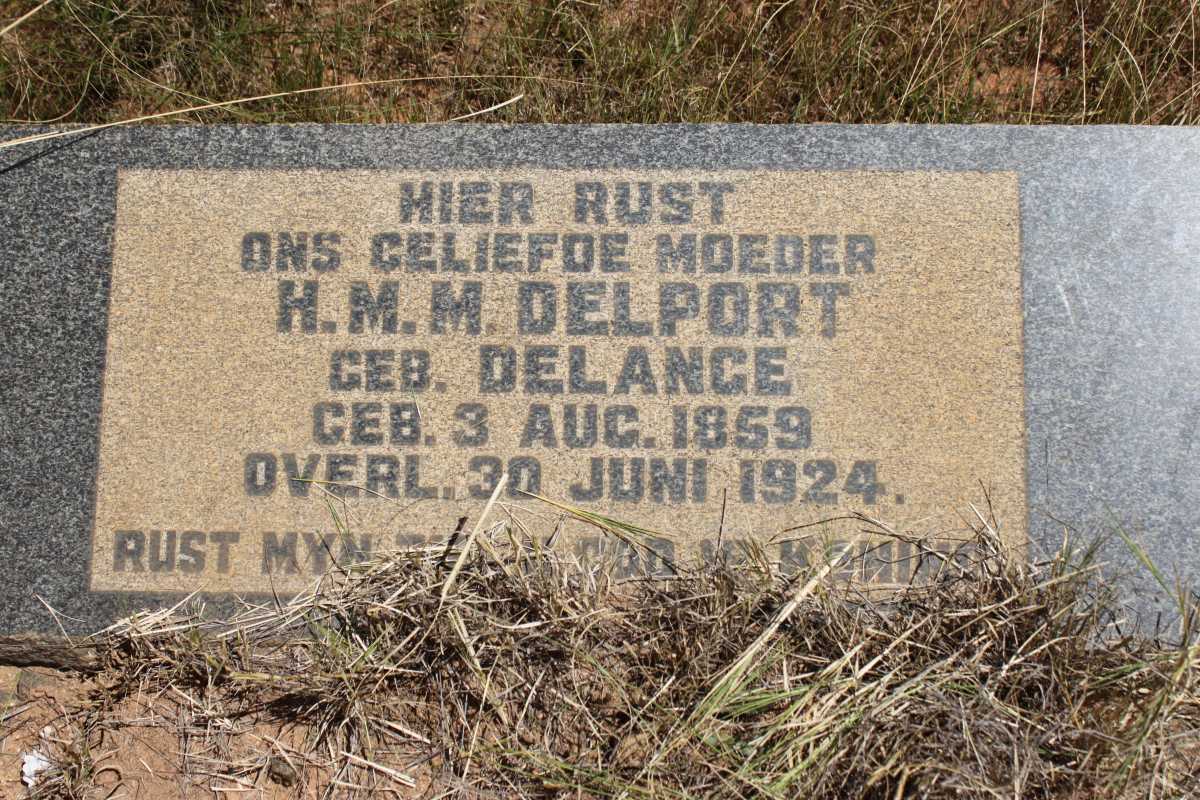 HIER RUST
ONS GELIEFDE MOEDER
H.M.M. DELPORT
GEB. DELANGE
GEB. 3 AUG. 1859
OVERL. 30 JUNI 1924.
RUST MYN